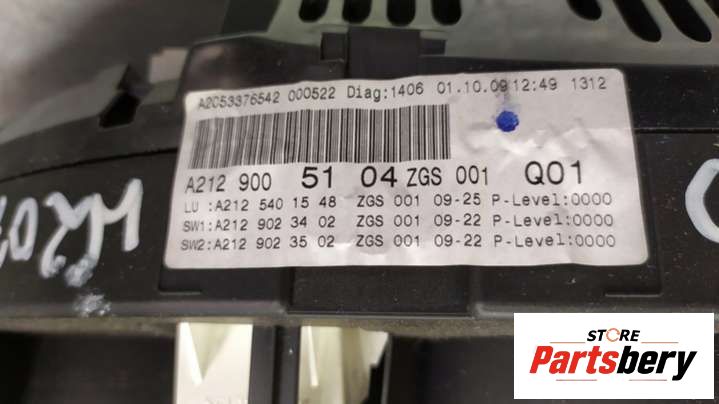 A2C53376542 000522 Diag:1406 01.10.09 12:49 1312
A212 900 51 04 ZGS 001 Q01
LU :A212 540 15 48 ZGS 001 09-25 P-Level:0000
SW1:A212 902 34 02 ZGS 001 09-22 P-Level:0000
SW2:A212 902 35 02 ZGS 001 09-22 P-Level:0000
STORE
Partsbery